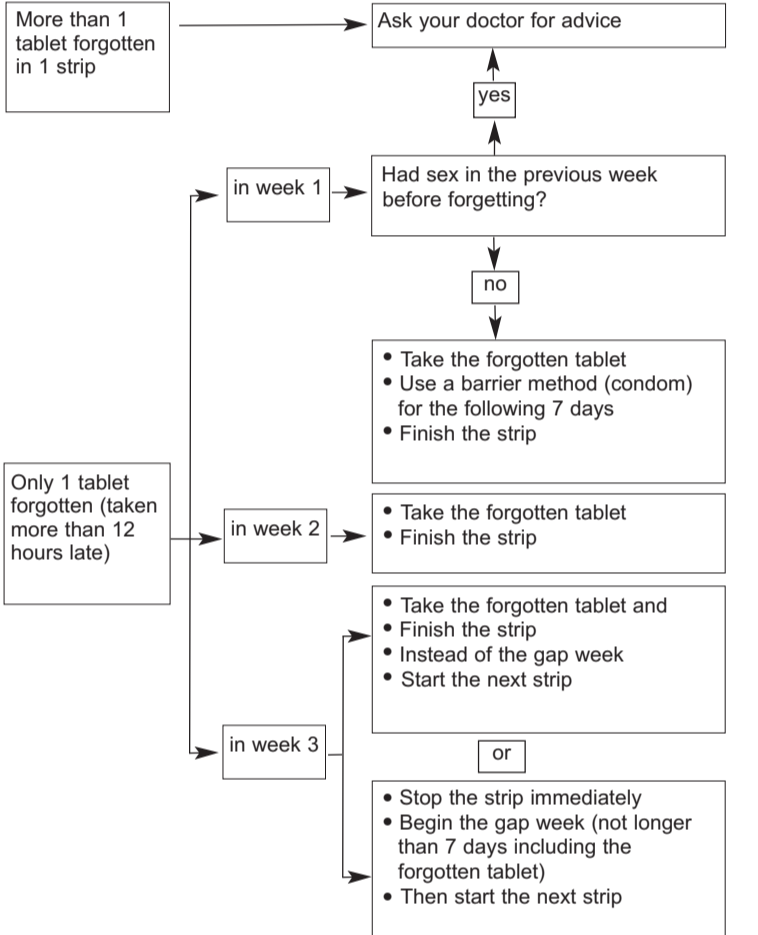 More than 1
tablet forgotten
in 1 strip
Ask your doctor for advice
yes
in week 1
Had sex in the previous week
before forgetting?
no
• Take the forgotten tablet
• Use a barrier method (condom)
for the following 7 days
• Finish the strip
Only 1 tablet
forgotten (taken
more than 12
hours late)
in week 2
• Take the forgotten tablet
• Finish the strip
• Take the forgotten tablet and
• Finish the strip
• Instead of the gap week
• Start the next strip
in week 3
or
• Stop the strip immediately
• Begin the gap week (not longer
than 7 days including the
forgotten tablet)
• Then start the next strip